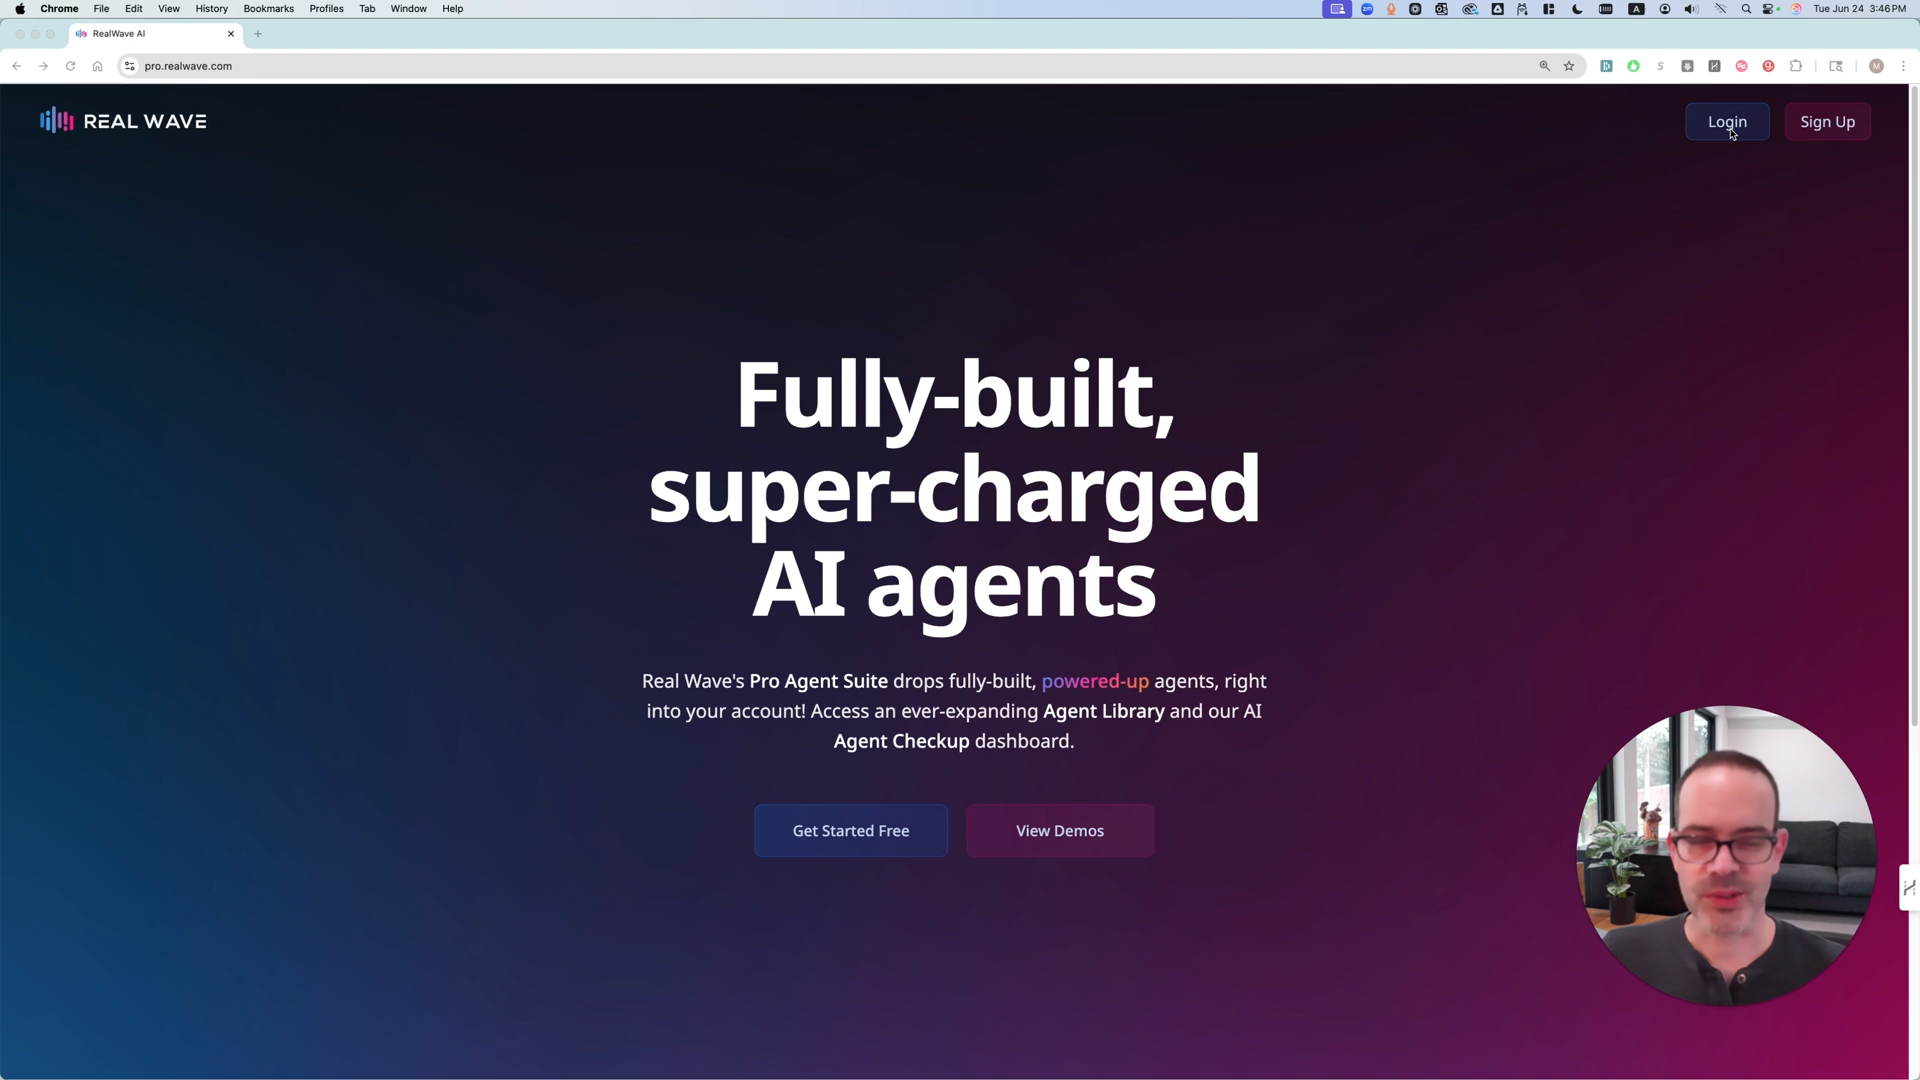 Chrome File Edit View History Bookmarks Profiles Tab Window Help
Tue Jun 24 3:46 PM
RealWave AI
pro.realwave.com
REAL WAVE
Login
Sign Up
Fully-built,
super-charged
AI agents
Real Wave's Pro Agent Suite drops fully-built, powered-up agents, right
into your account! Access an ever-expanding Agent Library and our AI
Agent Checkup dashboard.
Get Started Free
View Demos